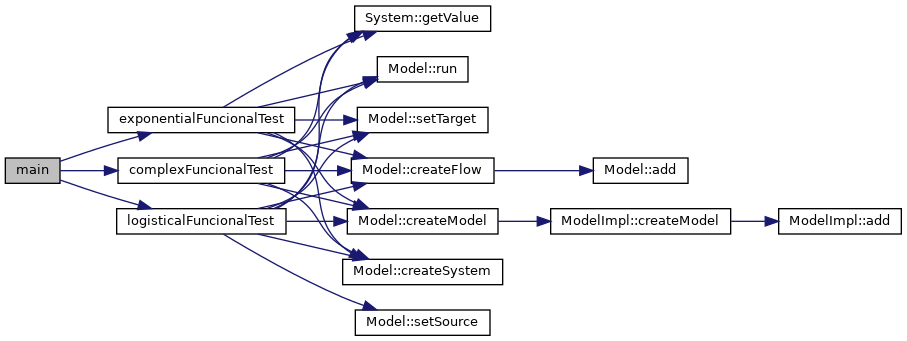 System::getValue
Model::run
exponentialFuncionalTest
Model::setTarget
main
complexFuncionalTest
Model::createFlow
Model::add
logisticalFuncionalTest
Model::createModel
ModelImpl::createModel
ModelImpl::add
Model::createSystem
Model::setSource